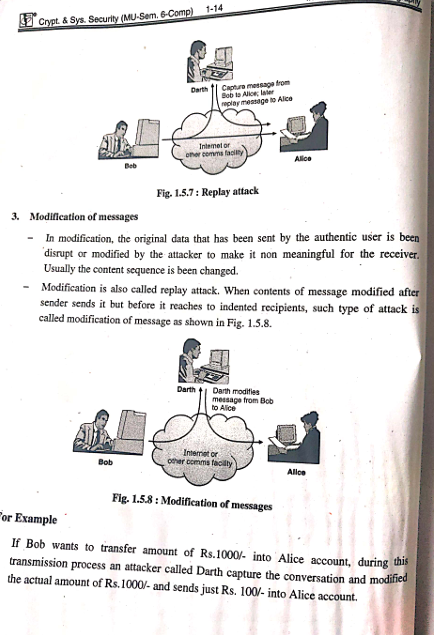 Crypt. & Sys. Security (MU-Sem. 6-Comp) 1-14
Darth
Capture message from
Bob to Alice; later
replay message to Alice
Internet or
other comms facility
Bob
Alice
Fig. 1.5.7 : Replay attack
3. Modification of messages
– In modification, the original data that has been sent by the authentic user is been
disrupt or modified by the attacker to make it non meaningful for the receiver.
Usually the content sequence is been changed.
– Modification is also called replay attack. When contents of message modified after
sender sends it but before it reaches to indented recipients, such type of attack is
called modification of message as shown in Fig. 1.5.8.
Darth
Darth modifies
message from Bob
to Alice
Internet or
other comms facility
Bob
Alice
Fig. 1.5.8 : Modification of messages
For Example
If Bob wants to transfer amount of Rs.1000/- into Alice account, during this
transmission process an attacker called Darth capture the conversation and modified
the actual amount of Rs.1000/- and sends just Rs. 100/- into Alice account.